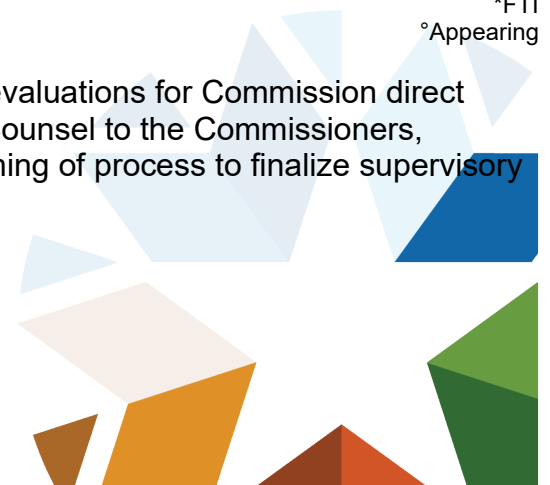 °Appearing
evaluations for Commission direct
ounsel to the Commissioners,
ning of process to finalize supervisory